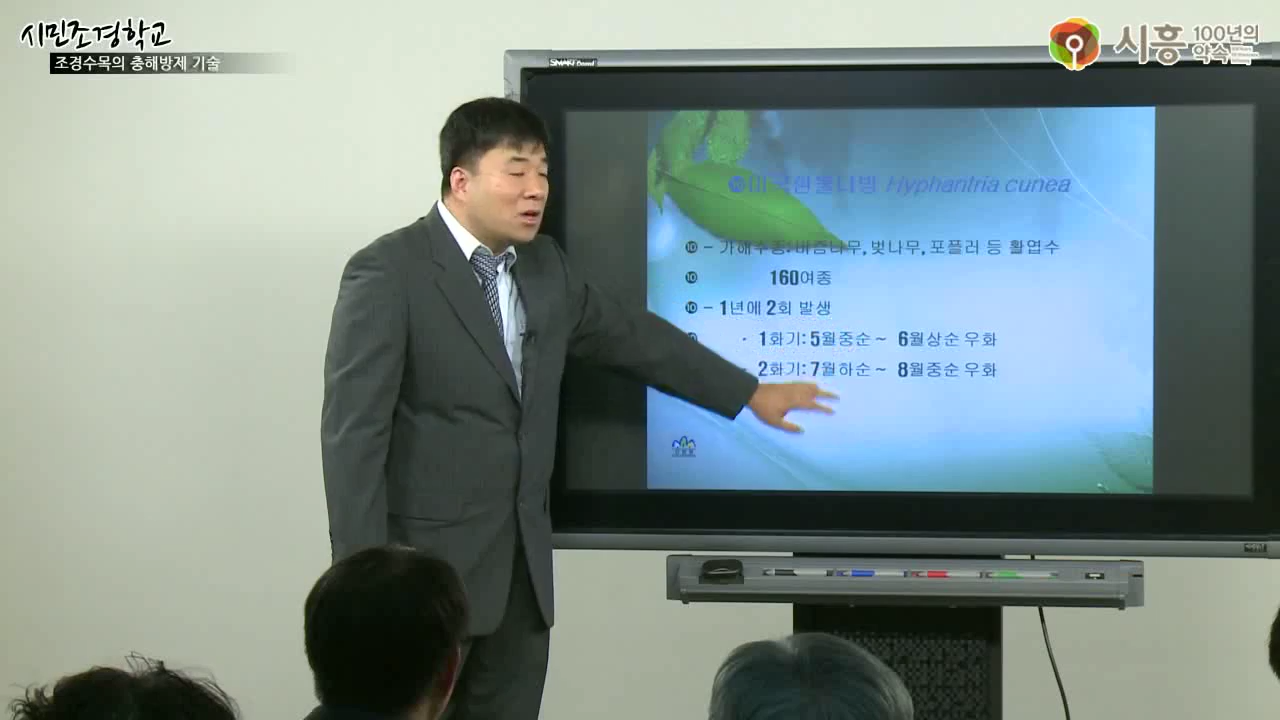 시민조경학교
조경수목의 충해방제 기술
시흥 100년의
약속
SMART Board
미국흰불나방 Hyphantria cunea
- 가해수종: 버즘나무, 벚나무, 포플러 등 활엽수
160여종
- 1년에 2회 발생
· 1화기: 5월중순 ~ 6월상순 우화
2화기: 7월하순 ~ 8월중순 우화